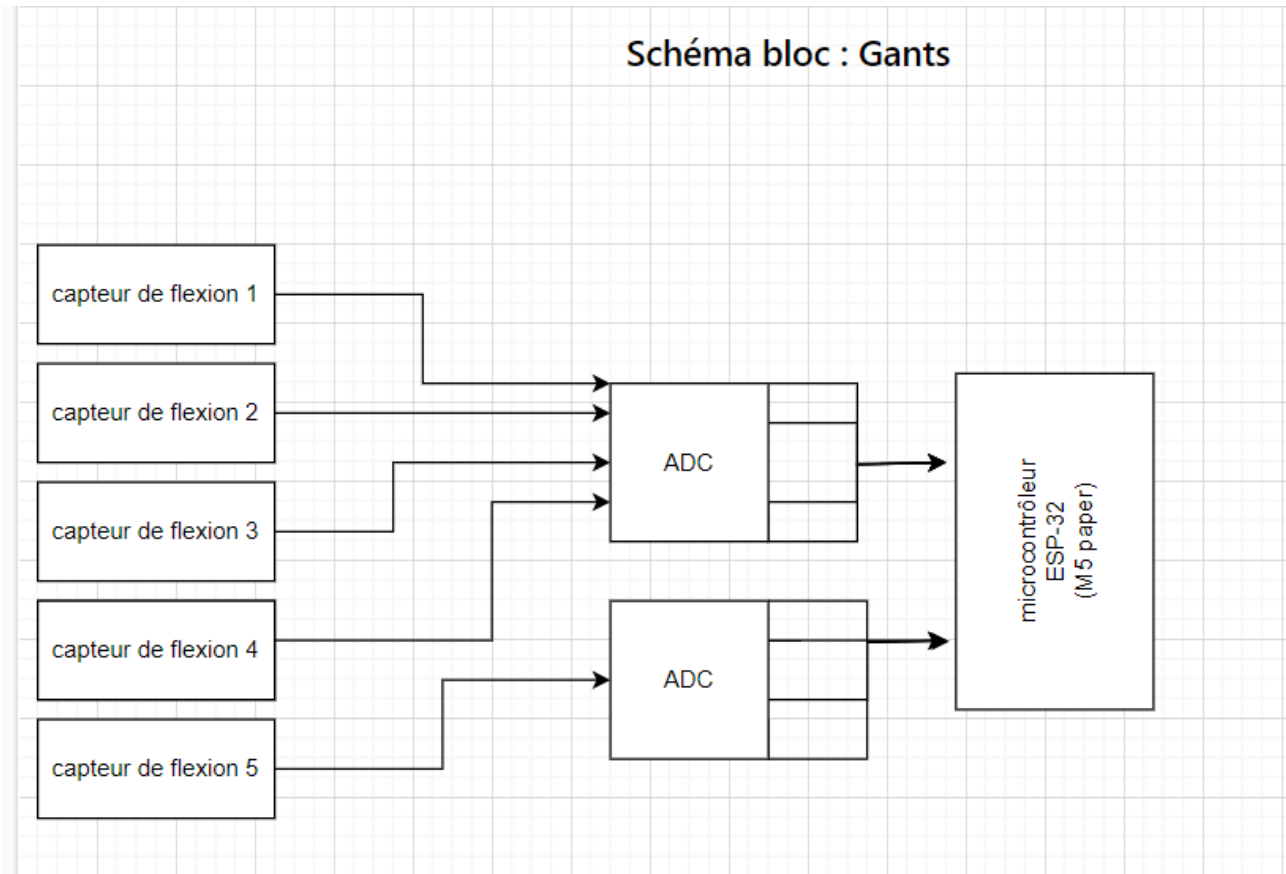 Schéma bloc : Gants
capteur de flexion 1
capteur de flexion 2
capteur de flexion 3
capteur de flexion 4
capteur de flexion 5
ADC
ADC
microcontrôleur
ESP-32
(M5 paper)